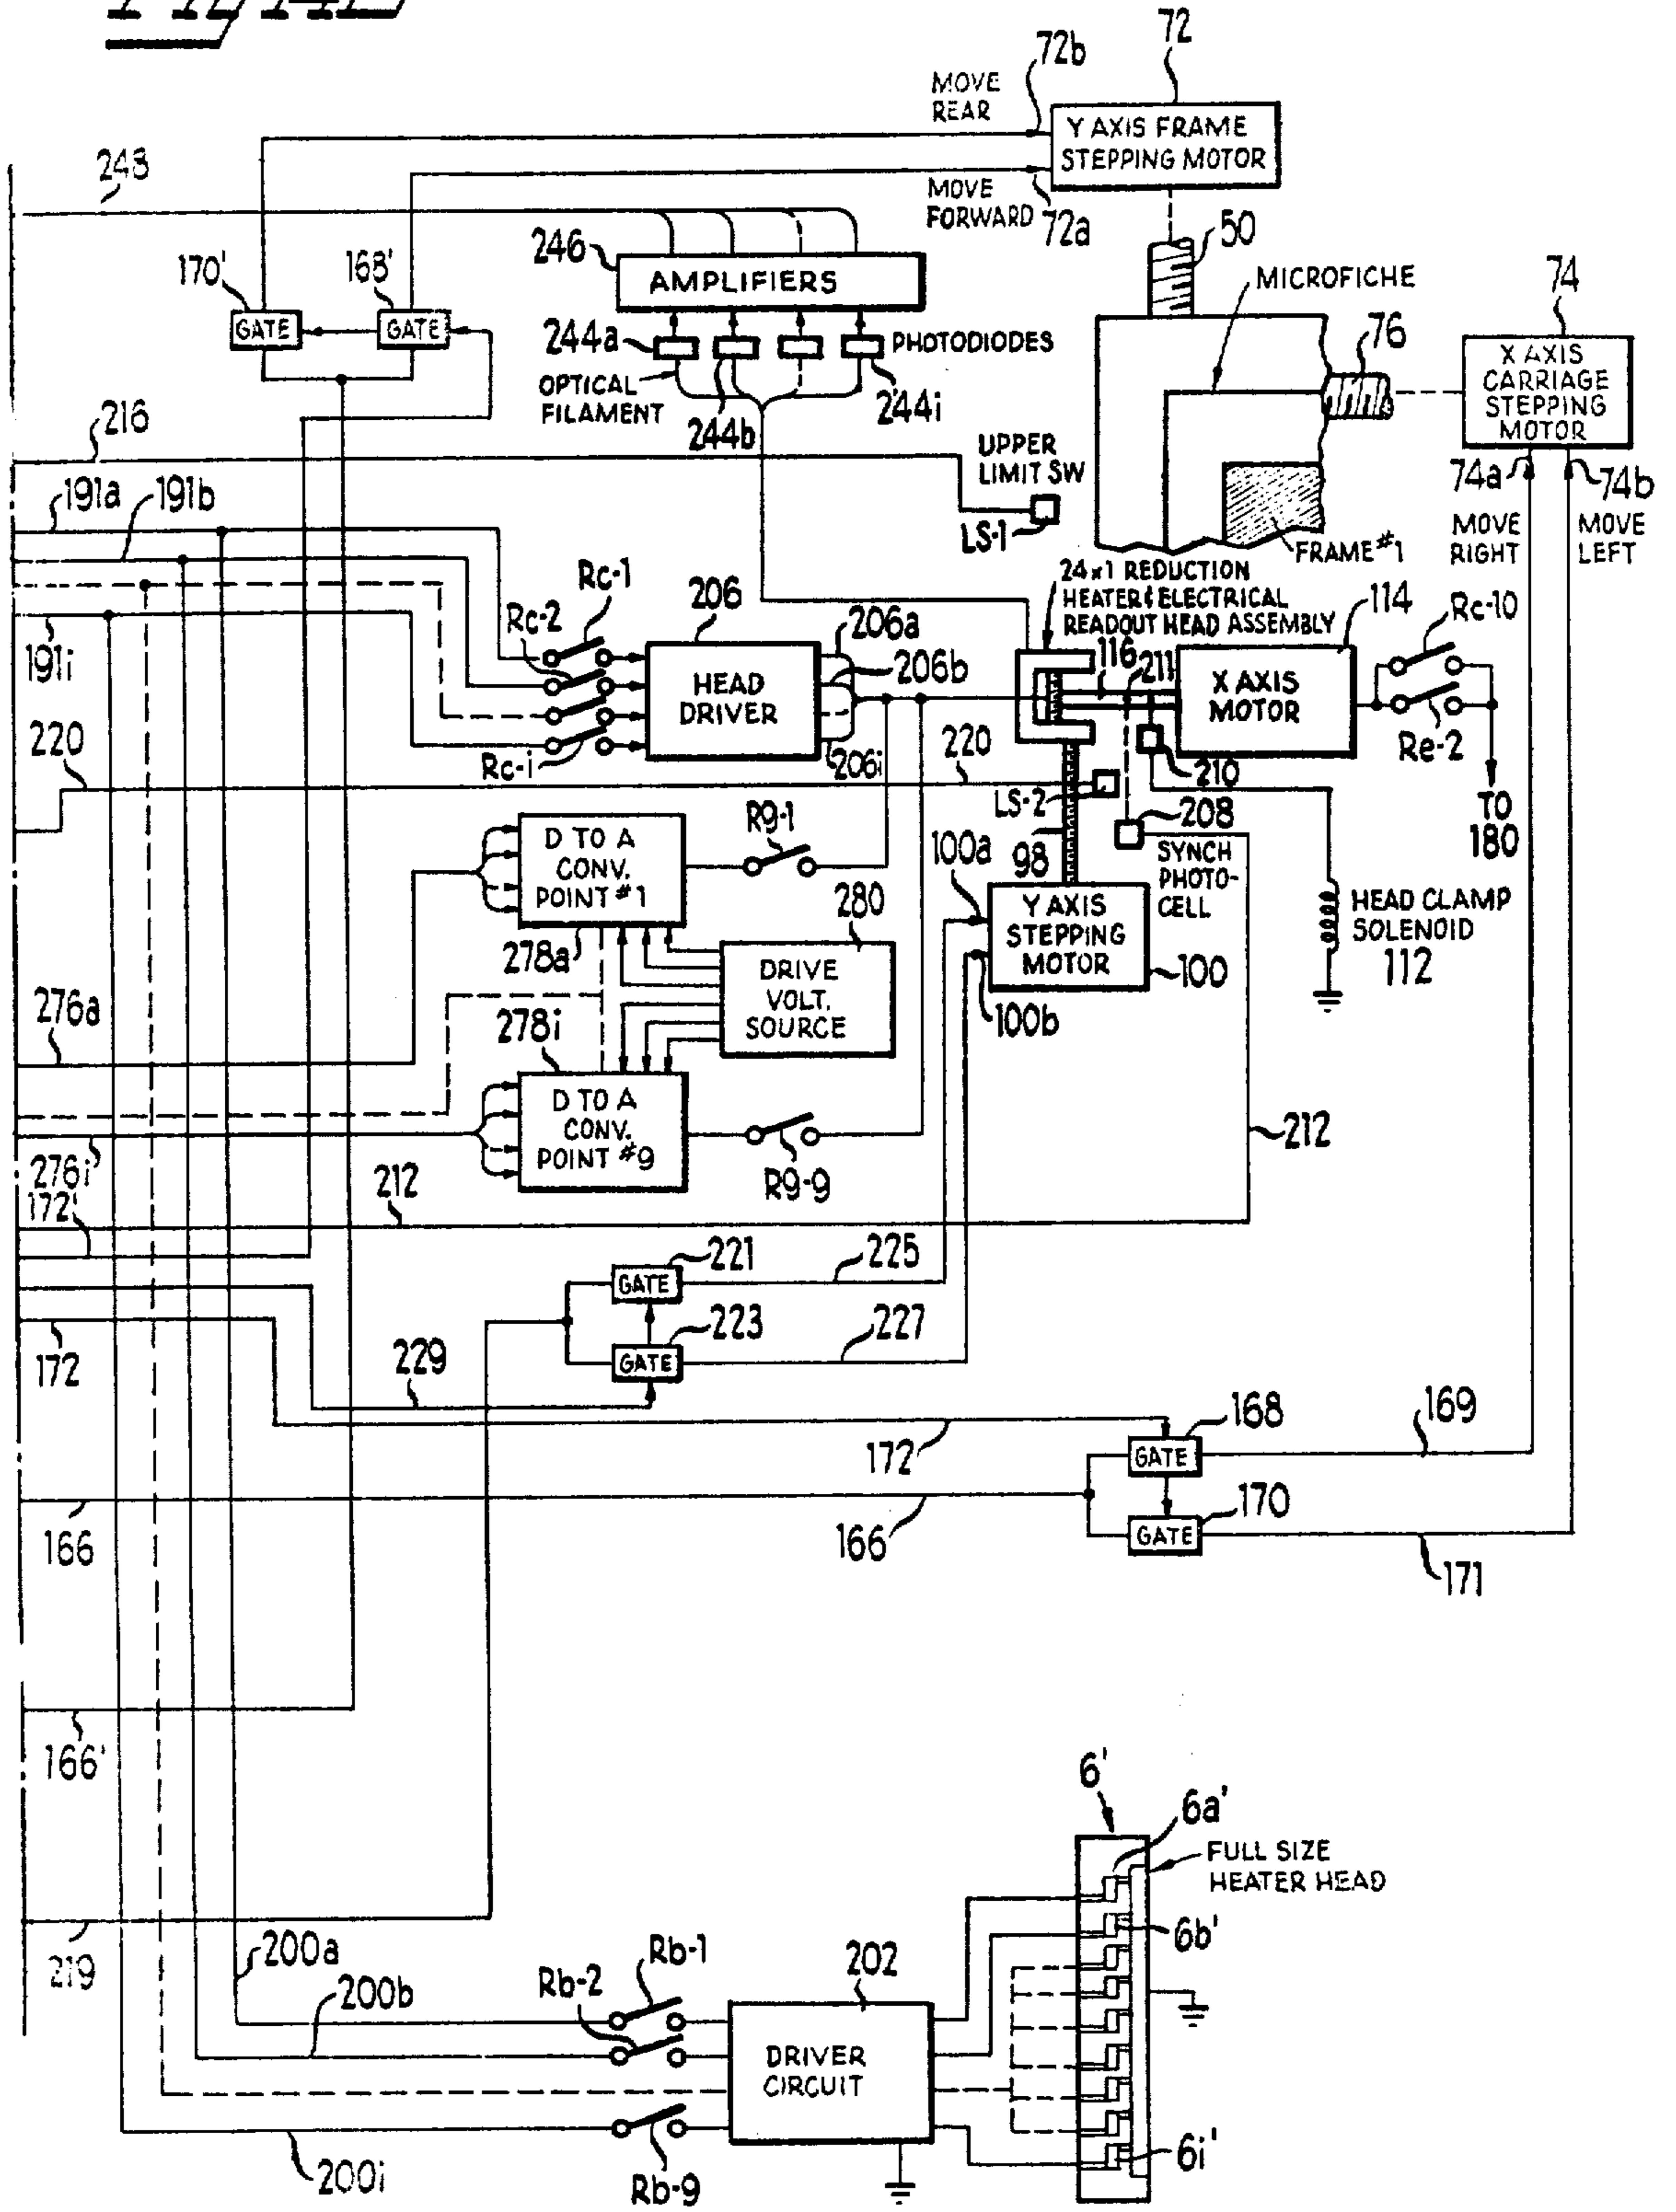 72b
72
MOVE
REAR
Y AXIS FRAME
STEPPING MOTOR
248
MOVE
FORWARD
72a
50
246
AMPLIFIERS
MICROFICHE
74
170'
168'
GATE
GATE
244a
PHOTODIODES
76
X AXIS
CARRIAGE
STEPPING
MOTOR
OPTICAL
FILAMENT
244b
244i
216
UPPER
LIMIT SW
LS-1
74a
74b
191a
191b
MOVE
RIGHT
MOVE
LEFT
FRAME #1
24x1 REDUCTION
HEATER & ELECTRICAL
READOUT HEAD ASSEMBLY
Rc-1
Rc-2
206
206a
206b
114
Rc-10
191i
HEAD
DRIVER
116
211
X AXIS
MOTOR
220
Rc-i
206i
220
210
Re-2
LS-2
TO
180
208
D TO A
CONV.
POINT #1
R9-1
100a
98
SYNCH
PHOTO-
CELL
278a
280
Y AXIS
STEPPING
MOTOR
HEAD CLAMP
SOLENOID
112
DRIVE
VOLT.
SOURCE
100
276a
278i
100b
D TO A
CONV.
POINT #9
212
276i
R9-9
172'
212
221
225
GATE
223
227
172
229
GATE
168
169
172
GATE
166
166
170
GATE
171
166'
6'
6a'
FULL SIZE
HEATER HEAD
219
200a
Rb-1
202
6b'
200b
Rb-2
DRIVER
CIRCUIT
200i
Rb-9
6i'